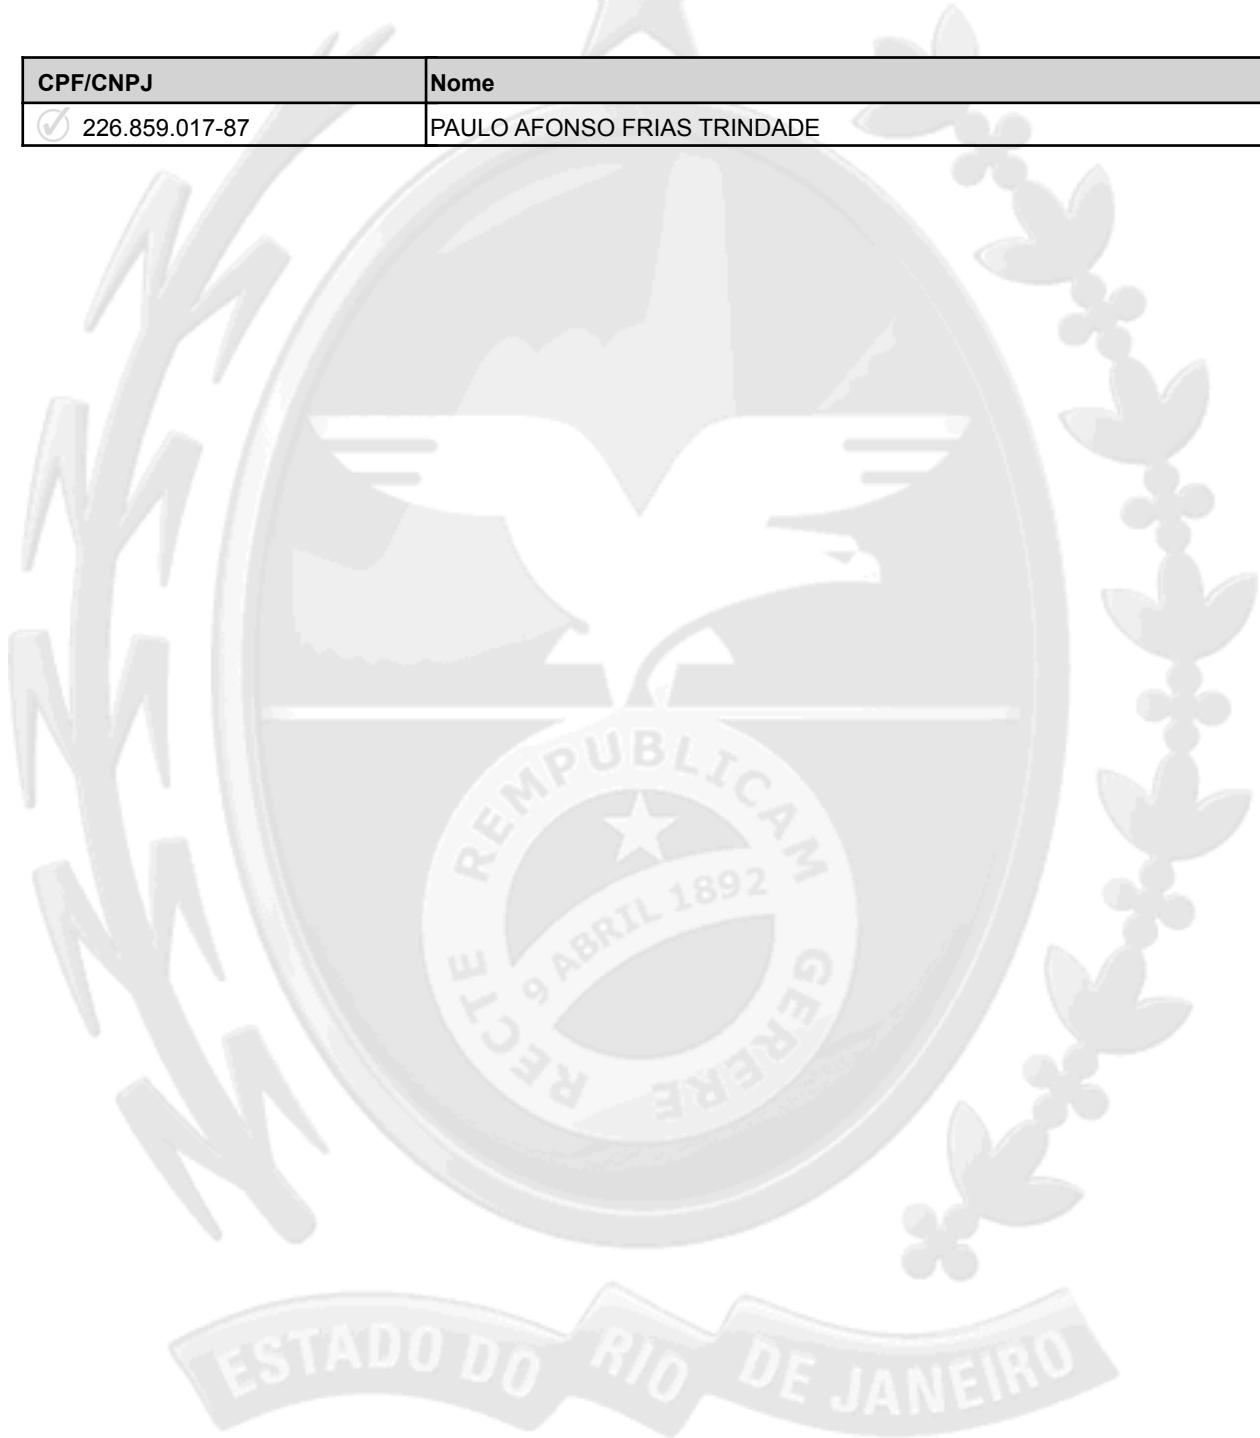 CPF/CNPJ Nome
226.859.017-87 PAULO AFONSO FRIAS TRINDADE
RECTE REMPUBLICAM GERERE
9 ABRIL 1892
ESTADO DO RIO DE JANEIRO